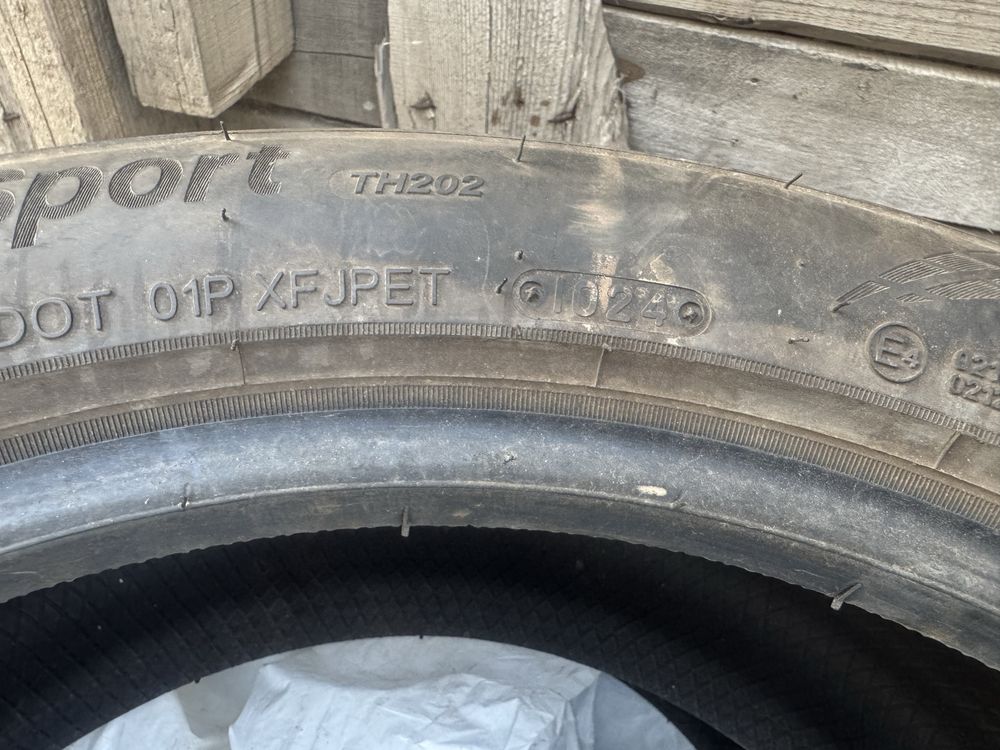 sport TH202
DOT 01P XFJPET 1024
E4